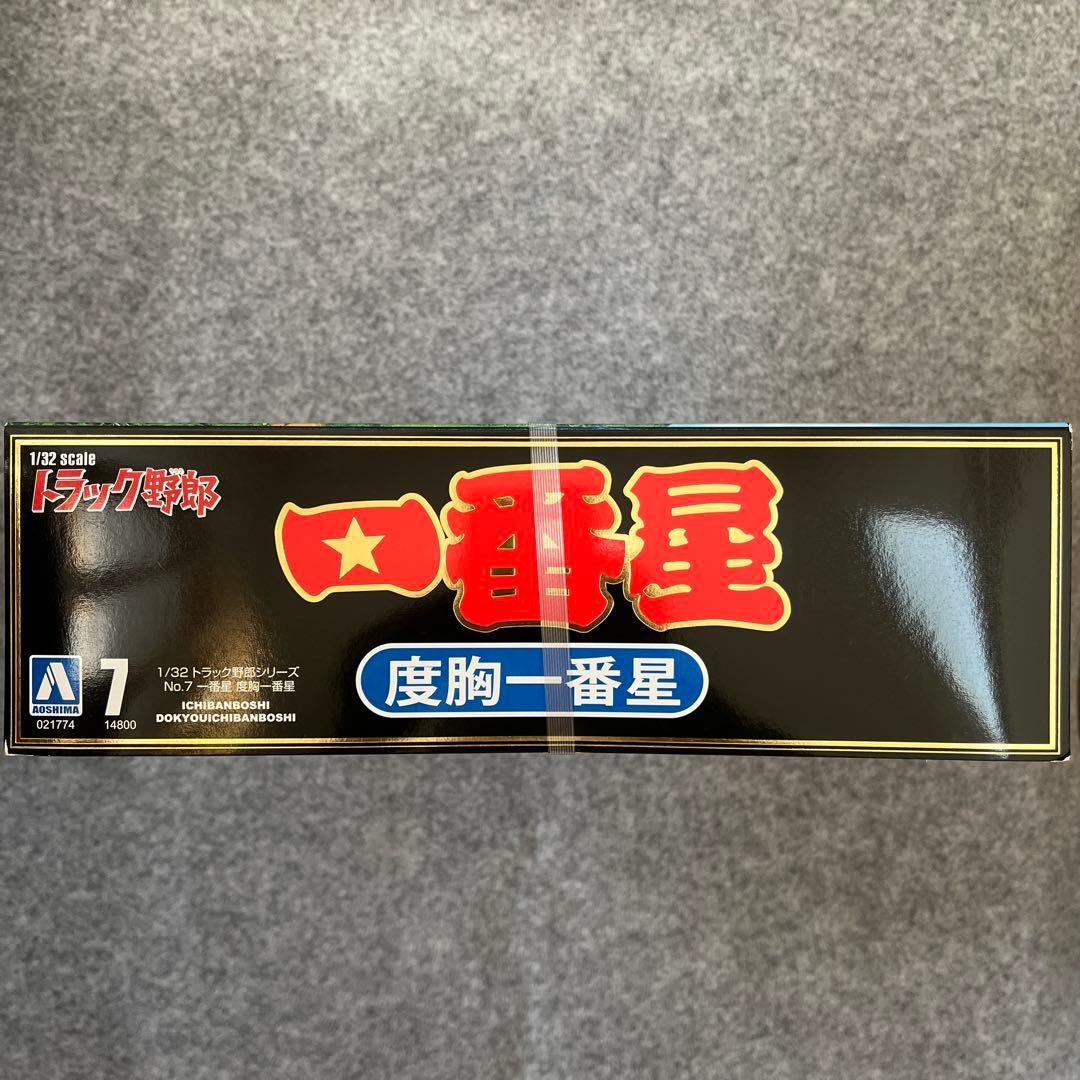 1/32 scale
トラック野郎
一番星
度胸一番星
AOSHIMA
021774
7
14800
1/32 トラック野郎シリーズ
No.7 一番星 度胸一番星
ICHIBANBOSHI
DOKYOUICHIBANBOSHI